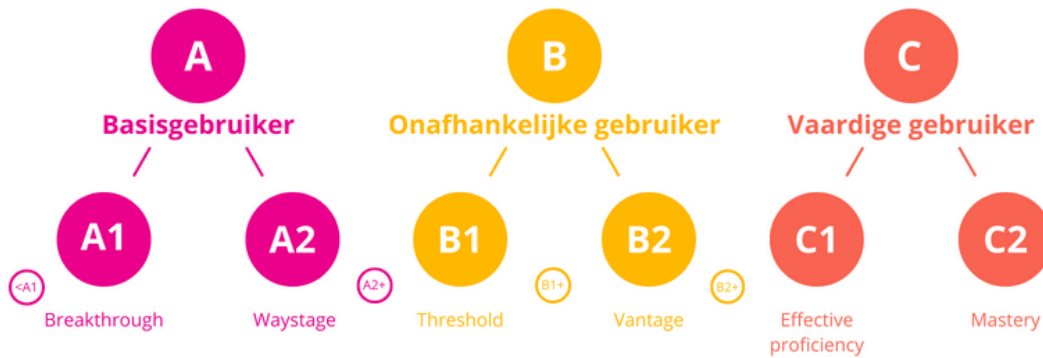 A
B
C
Basisgebruiker
Onafhankelijke gebruiker
Vaardige gebruiker
A1
A2
B1
B2
C1
C2
<A1
A2+
B1+
B2+
Breakthrough
Waystage
Threshold
Vantage
Effective
proficiency
Mastery